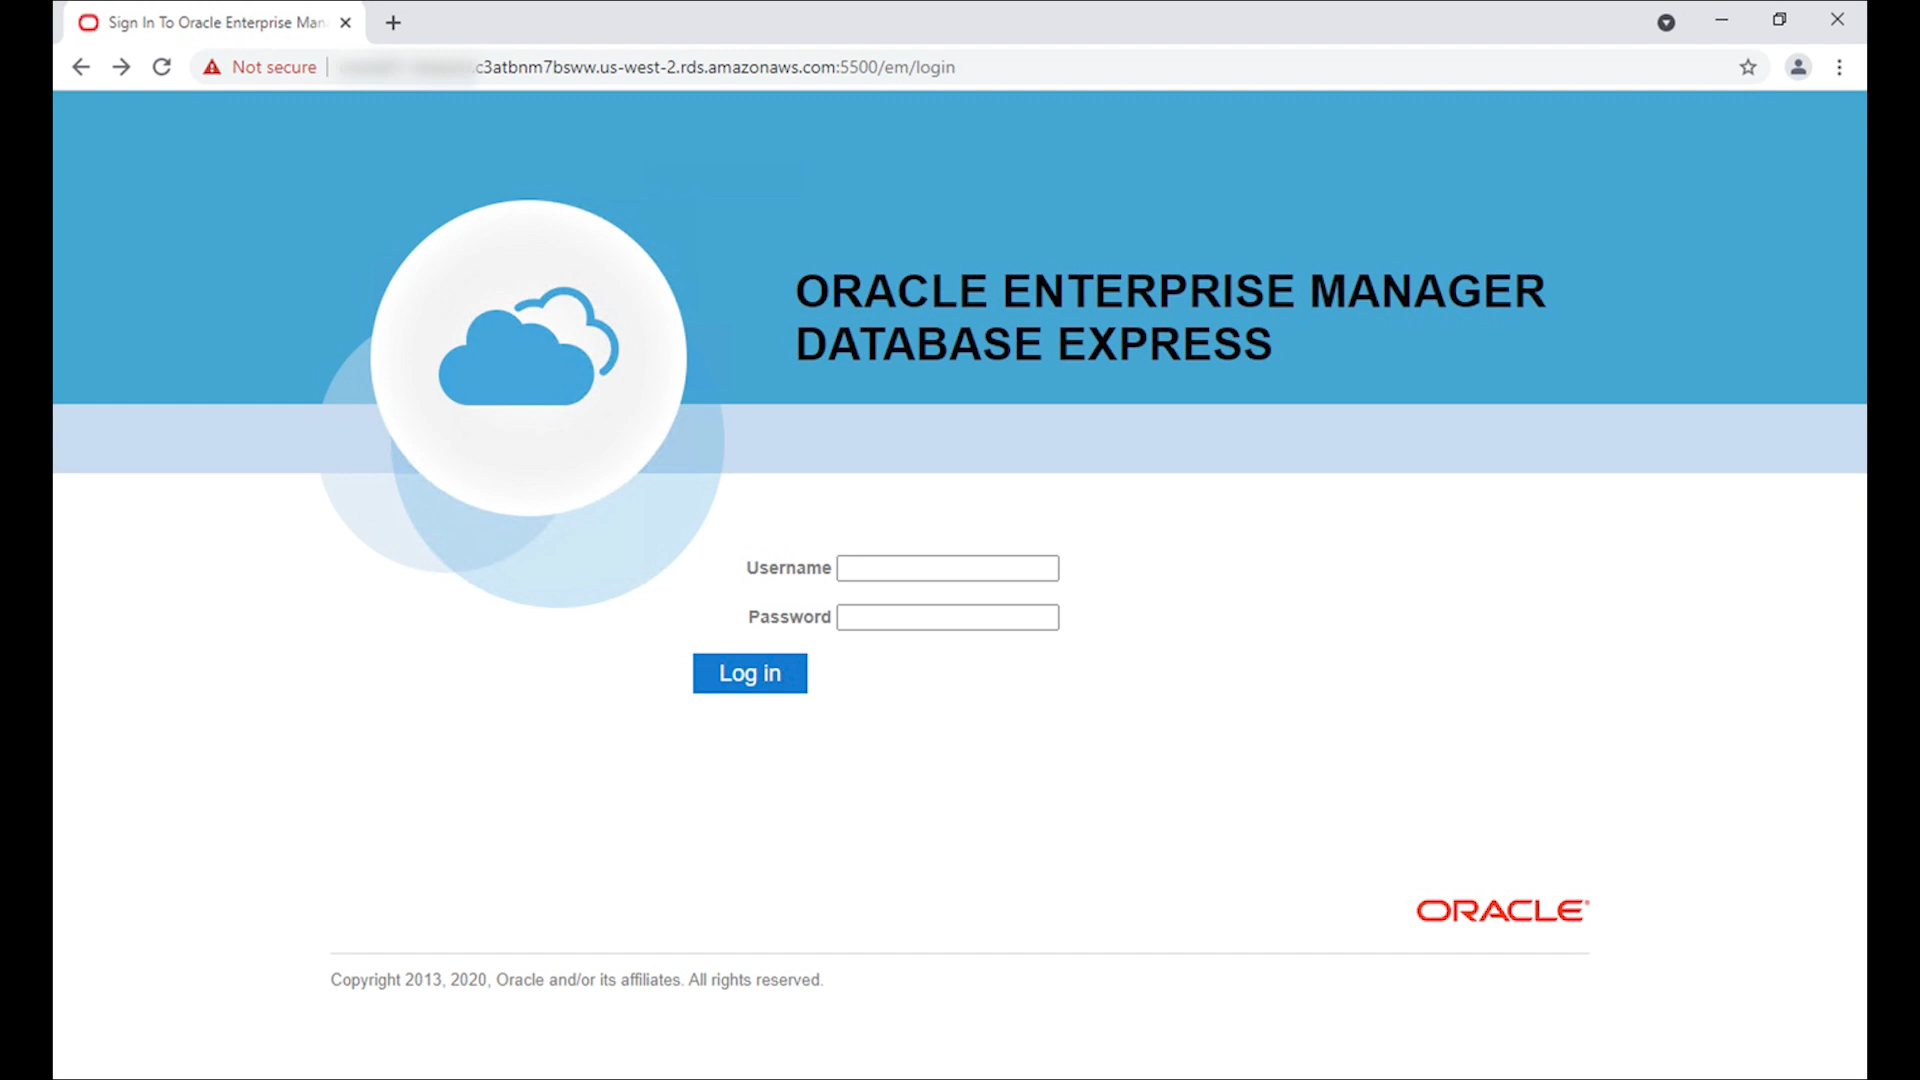 Sign In To Oracle Enterprise Man
Not secure
.c3atbnm7bsww.us-west-2.rds.amazonaws.com:5500/em/login
ORACLE ENTERPRISE MANAGER
DATABASE EXPRESS
Username
Password
Log in
ORACLE
Copyright 2013, 2020, Oracle and/or its affiliates. All rights reserved.